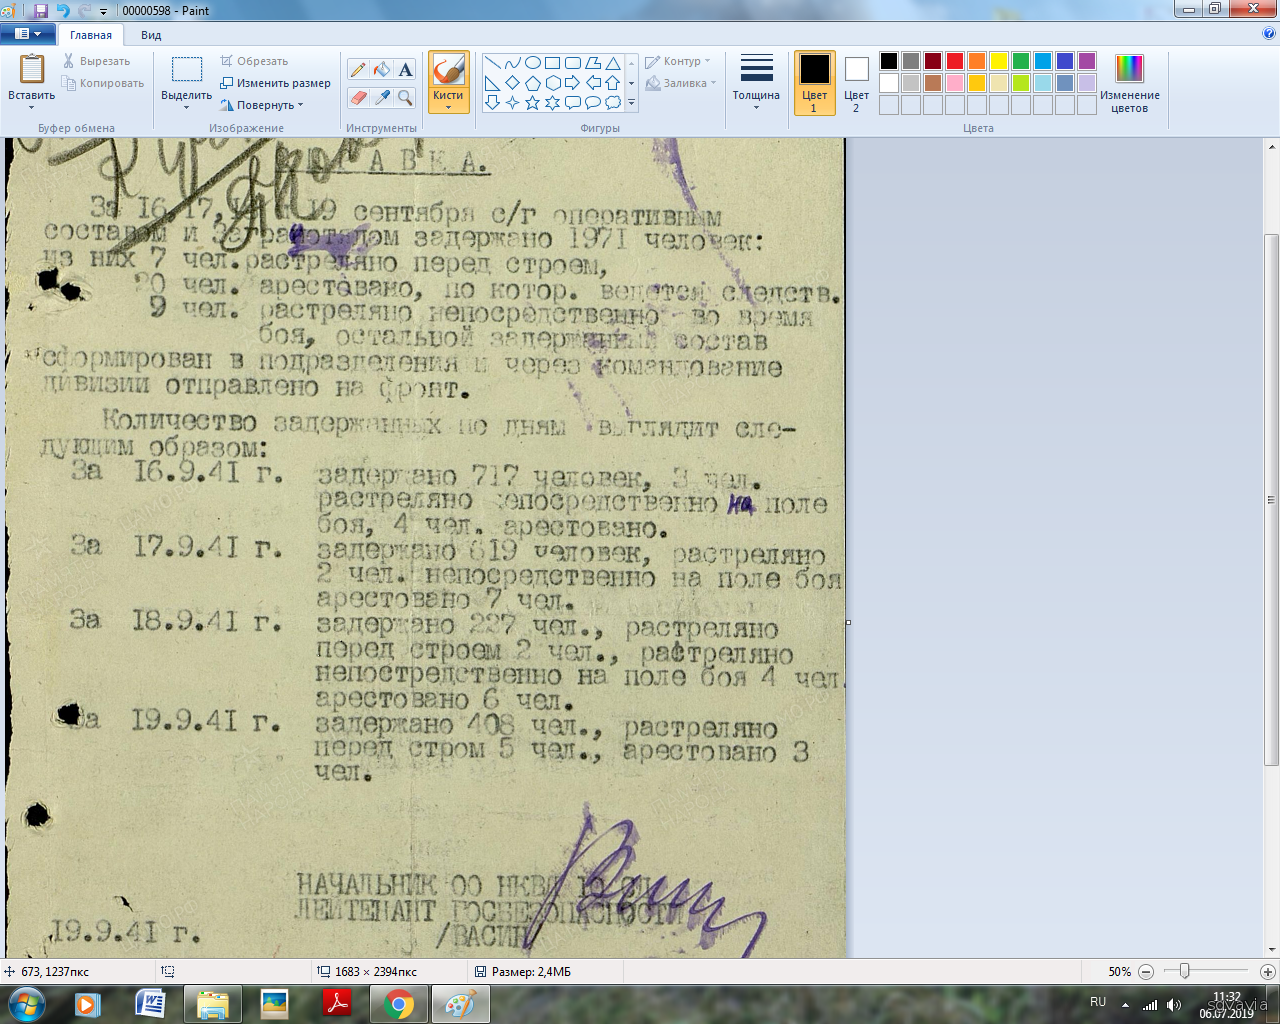 00000598 - Paint
Главная Вид
Вставить
Вырезать
Копировать
Буфер обмена
Выделить
Обрезать
Изменить размер
Повернуть
Изображение
A
Инструменты
Кисти
Фигуры
Контур
Заливка
Толщина
Цвет 1
Цвет 2
Изменение цветов
Цвета
А В К А.
За 16,17, 19 сентября с/г оперативным
составом и Заградотрядом задержано 1971 человек:
из них 7 чел.растреляно перед строем,
20 чел. арестовано, по котор. ведется следств.
9 чел. растреляно непосредственно во время
боя, остальной задержанный состав
сформирован в подразделения и через командование
дивизии отправлено на фронт.
Количество задержанных по дням выглядит сле-
дующим образом:
За 16.9.41 г. задержано 717 человек, 3 чел.
растреляно непосредственно на поле
боя, 4 чел. арестовано.
За 17.9.41 г. задержано 619 человек, растреляно
2 чел. непосредственно на поле боя
арестовано 7 чел.
За 18.9.41 г. задержано 227 чел., растреляно
перед строем 2 чел., растреляно
непостредственно на поле боя 4 чел.
арестовано 6 чел.
За 19.9.41 г. задержано 408 чел., растреляно
перед стром 5 чел., арестовано 3
чел.
НАЧАЛЬНИК ОО НКВД
ЛЕЙТЕНАНТ ГОСБЕЗОПАСНОСТИ
/ВАСИН
19.9.41 г.
673, 1237пкс
1683 × 2394пкс
Размер: 2,4МБ
50%
RU
11:32
06.07.2019
sdvavia